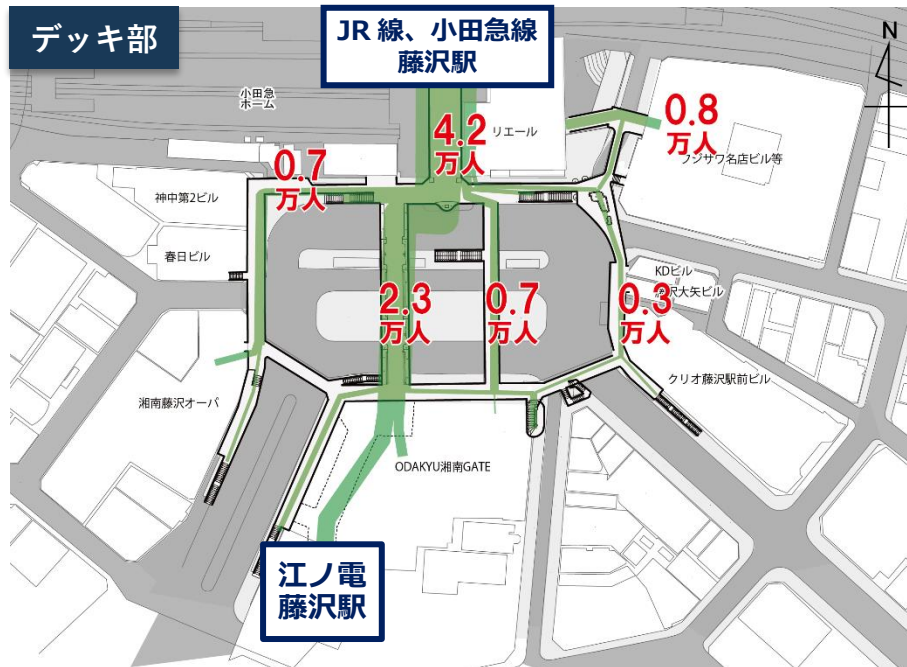 デッキ部
JR 線、小田急線
藤沢駅
N
小田急
ホーム
リエール
4.2
万人
0.8
万人
フジサワ名店ビル等
0.7
万人
神中第2ビル
春日ビル
KDビル
2.3
万人
0.7
万人
0.3
万人
クリオ藤沢駅前ビル
湘南藤沢オーパ
ODAKYU湘南GATE
江ノ電
藤沢駅